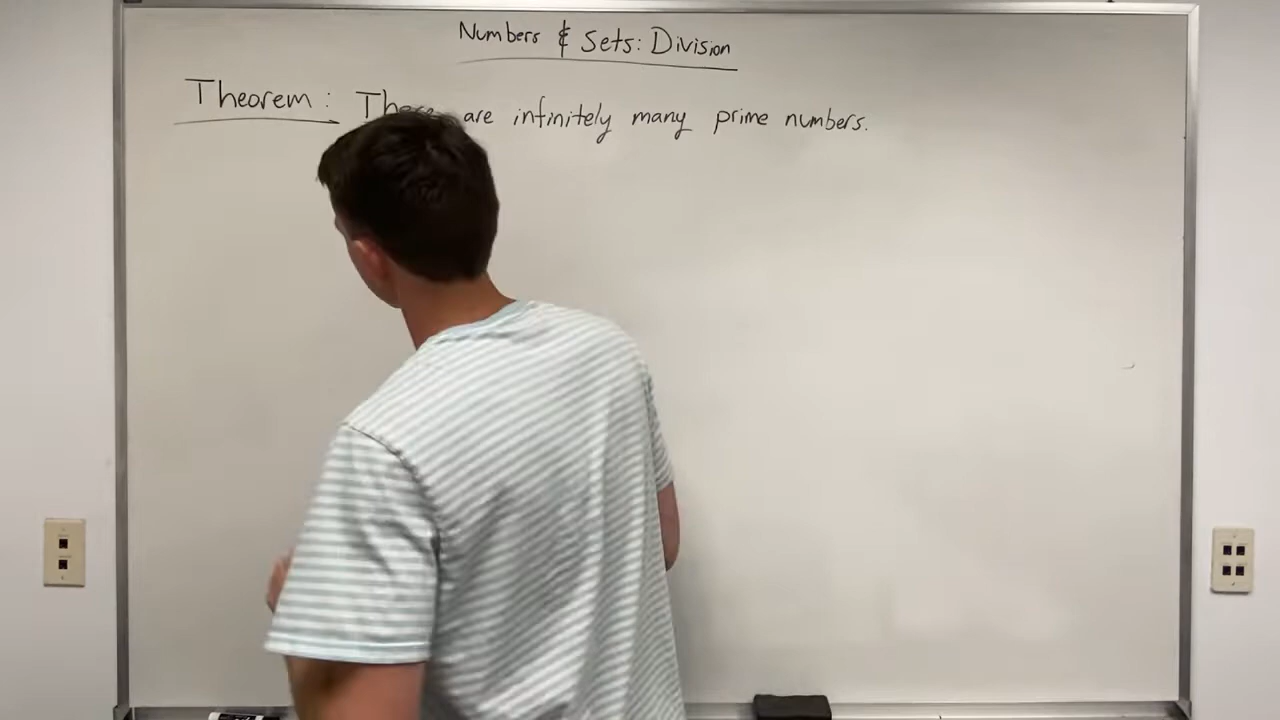 Numbers & Sets: Division
Theorem: There are infinitely many prime numbers.